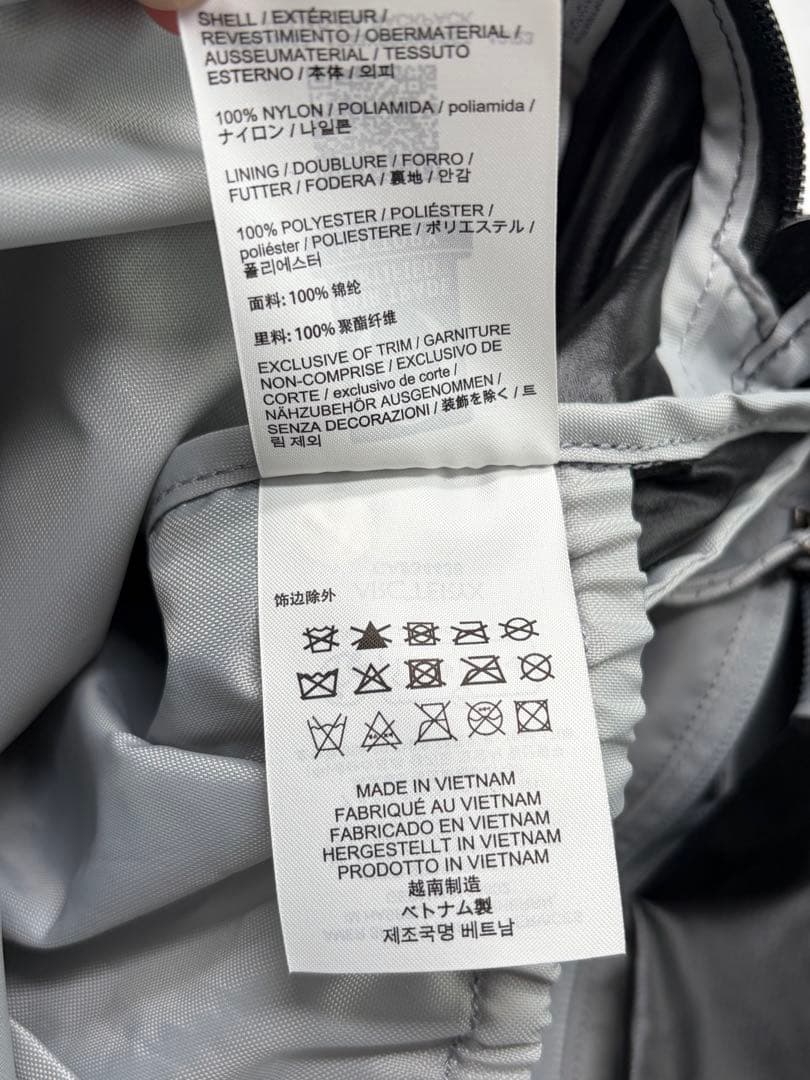 SHELL / EXTÉRIEUR /
REVESTIMIENTO / OBERMATERIAL /
AUSSEUMATERIAL / TESSUTO
ESTERNO / 本体 / 의피
100% NYLON / POLIAMIDA / poliamida /
ナイロン / 나일론
LINING / DOUBLURE / FORRO /
FUTTER / FODERA / 裏地 / 안감
100% POLYESTER / POLIÉSTER /
poliéster / POLIESTERE / ポリエステル /
폴리에스터
面料: 100% 锦纶
里料: 100% 聚酯纤维
EXCLUSIVE OF TRIM / GARNITURE
NON-COMPRISE / EXCLUSIVO DE
CORTE / exclusivo de corte /
NÄHZUBEHÖR AUSGENOMMEN /
SENZA DECORAZIONI / 装飾を除く / 트
림 제외
饰边除外
MADE IN VIETNAM
FABRIQUÉ AU VIETNAM
FABRICADO EN VIETNAM
HERGESTELLT IN VIETNAM
PRODOTTO IN VIETNAM
越南制造
ベトナム製
제조국명 베트남